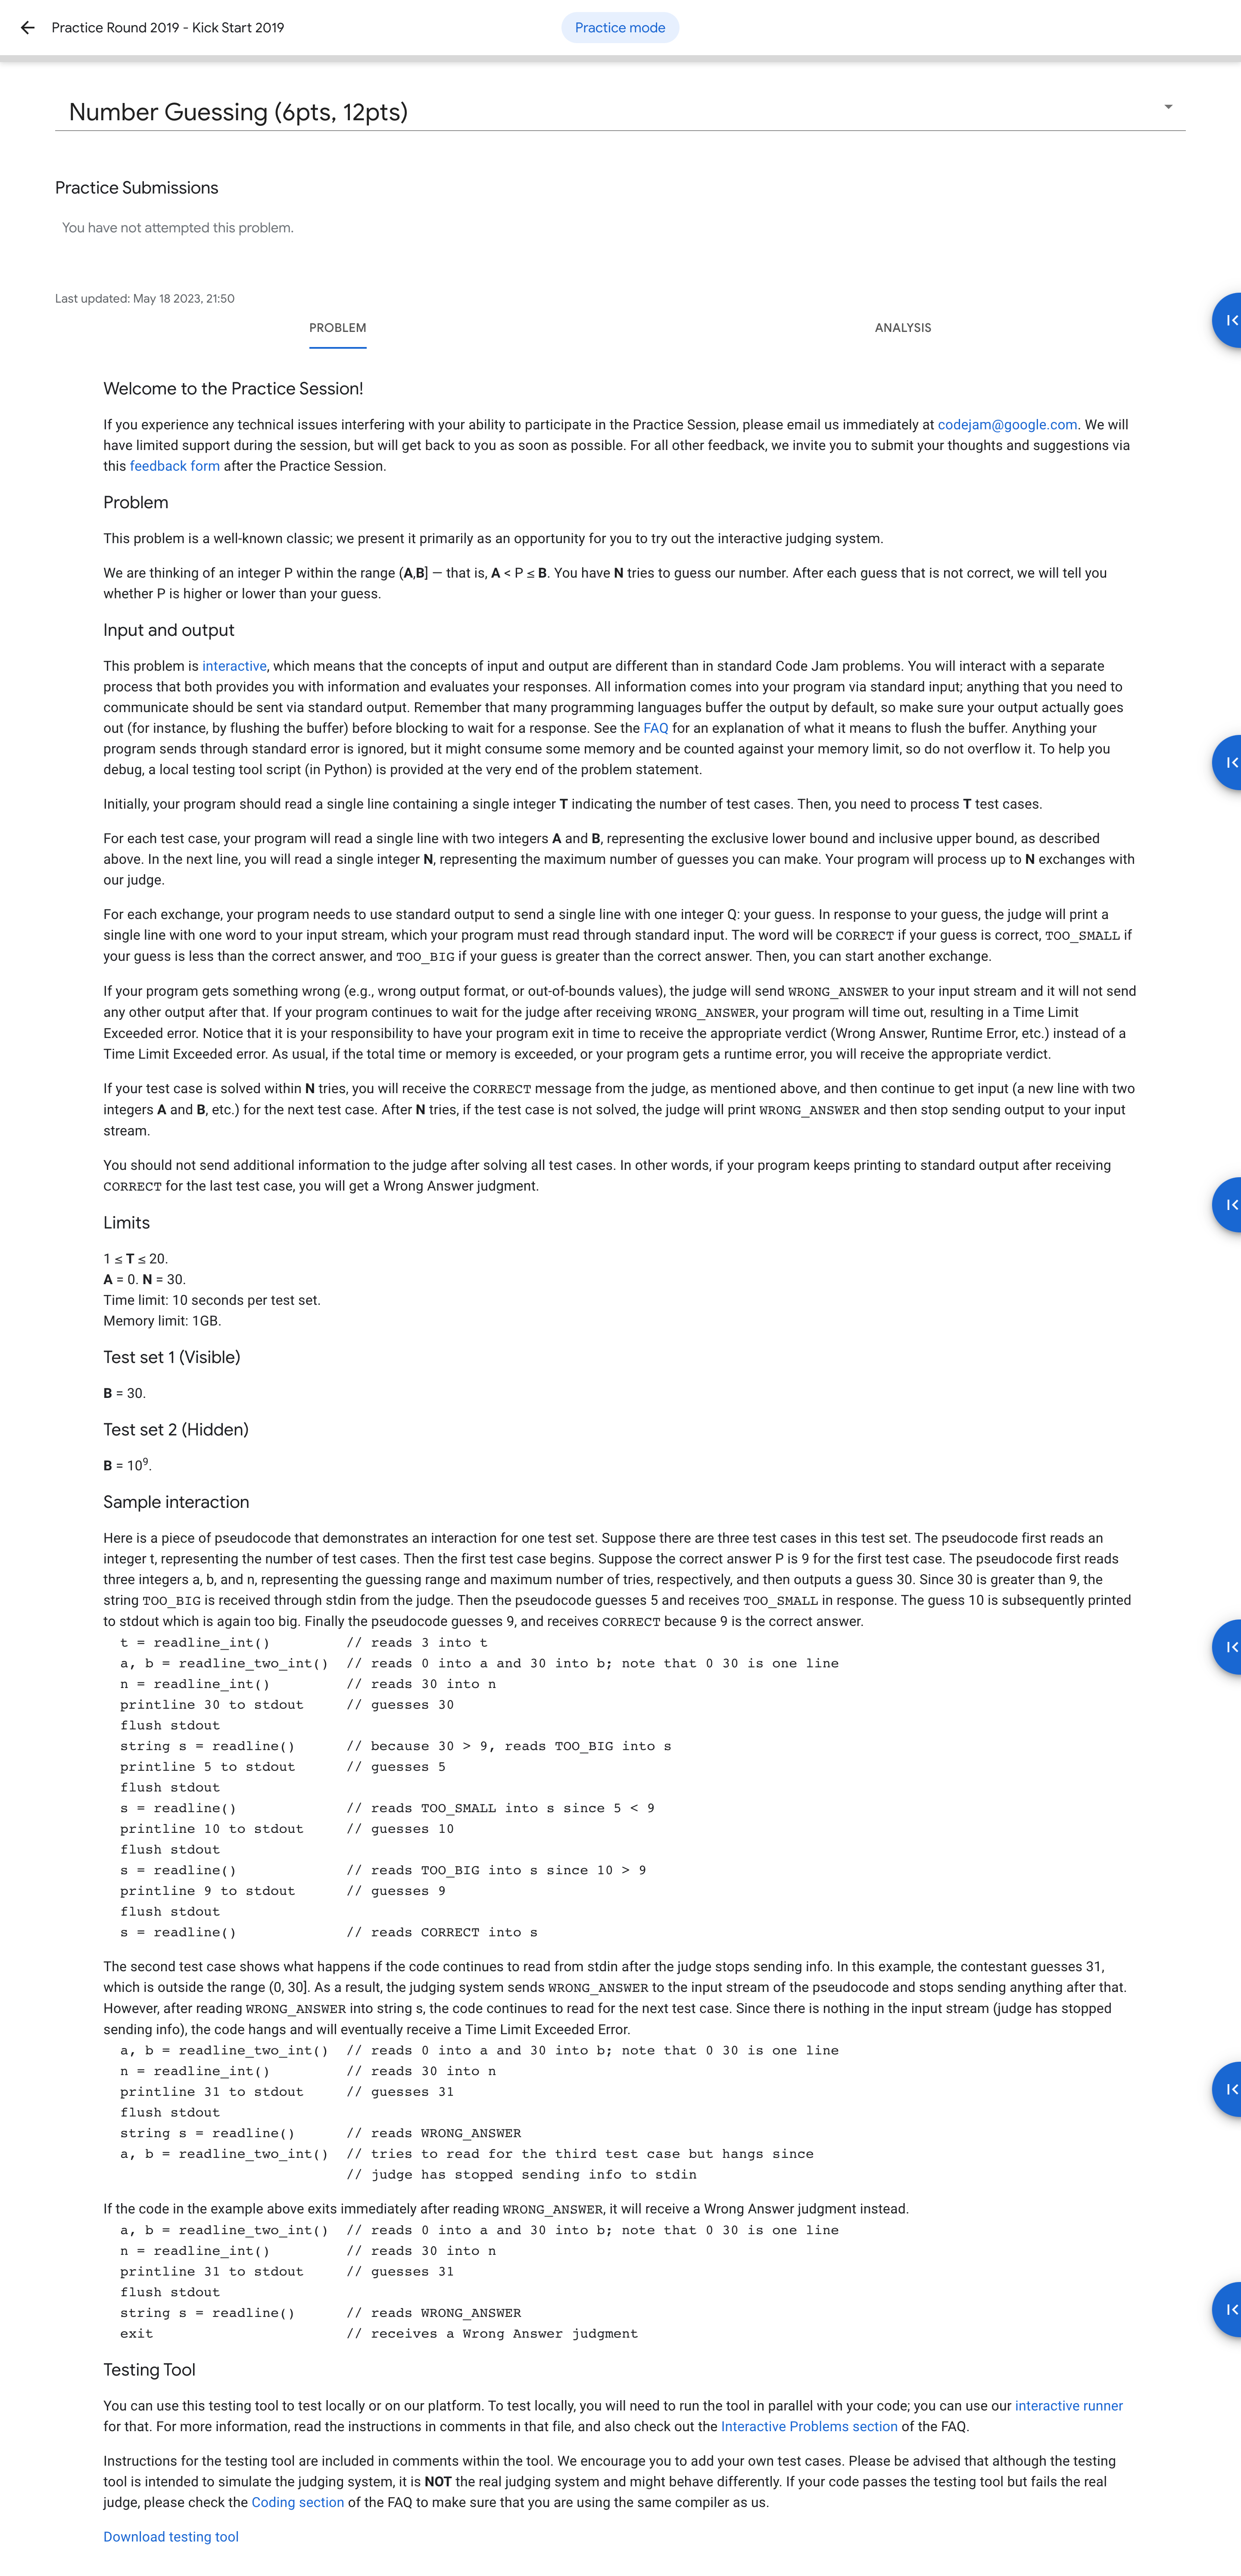 Practice Round 2019 - Kick Start 2019
Practice mode
Number Guessing (6pts, 12pts)
Practice Submissions
You have not attempted this problem.
Last updated: May 18 2023, 21:50
PROBLEM
ANALYSIS
Welcome to the Practice Session!
If you experience any technical issues interfering with your ability to participate in the Practice Session, please email us immediately at codejam@google.com. We will
have limited support during the session, but will get back to you as soon as possible. For all other feedback, we invite you to submit your thoughts and suggestions via
this feedback form after the Practice Session.
Problem
This problem is a well-known classic; we present it primarily as an opportunity for you to try out the interactive judging system.
We are thinking of an integer P within the range (A,B] — that is, A < P ≤ B. You have N tries to guess our number. After each guess that is not correct, we will tell you
whether P is higher or lower than your guess.
Input and output
This problem is interactive, which means that the concepts of input and output are different than in standard Code Jam problems. You will interact with a separate
process that both provides you with information and evaluates your responses. All information comes into your program via standard input; anything that you need to
communicate should be sent via standard output. Remember that many programming languages buffer the output by default, so make sure your output actually goes
out (for instance, by flushing the buffer) before blocking to wait for a response. See the FAQ for an explanation of what it means to flush the buffer. Anything your
program sends through standard error is ignored, but it might consume some memory and be counted against your memory limit, so do not overflow it. To help you
debug, a local testing tool script (in Python) is provided at the very end of the problem statement.
Initially, your program should read a single line containing a single integer T indicating the number of test cases. Then, you need to process T test cases.
For each test case, your program will read a single line with two integers A and B, representing the exclusive lower bound and inclusive upper bound, as described
above. In the next line, you will read a single integer N, representing the maximum number of guesses you can make. Your program will process up to N exchanges with
our judge.
For each exchange, your program needs to use standard output to send a single line with one integer Q: your guess. In response to your guess, the judge will print a
single line with one word to your input stream, which your program must read through standard input. The word will be CORRECT if your guess is correct, TOO_SMALL if
your guess is less than the correct answer, and TOO_BIG if your guess is greater than the correct answer. Then, you can start another exchange.
If your program gets something wrong (e.g., wrong output format, or out-of-bounds values), the judge will send WRONG_ANSWER to your input stream and it will not send
any other output after that. If your program continues to wait for the judge after receiving WRONG_ANSWER, your program will time out, resulting in a Time Limit
Exceeded error. Notice that it is your responsibility to have your program exit in time to receive the appropriate verdict (Wrong Answer, Runtime Error, etc.) instead of a
Time Limit Exceeded error. As usual, if the total time or memory is exceeded, or your program gets a runtime error, you will receive the appropriate verdict.
If your test case is solved within N tries, you will receive the CORRECT message from the judge, as mentioned above, and then continue to get input (a new line with two
integers A and B, etc.) for the next test case. After N tries, if the test case is not solved, the judge will print WRONG_ANSWER and then stop sending output to your input
stream.
You should not send additional information to the judge after solving all test cases. In other words, if your program keeps printing to standard output after receiving
CORRECT for the last test case, you will get a Wrong Answer judgment.
Limits
1 ≤ T ≤ 20.
A = 0. N = 30.
Time limit: 10 seconds per test set.
Memory limit: 1GB.
Test set 1 (Visible)
B = 30.
Test set 2 (Hidden)
B = 10⁹.
Sample interaction
Here is a piece of pseudocode that demonstrates an interaction for one test set. Suppose there are three test cases in this test set. The pseudocode first reads an
integer t, representing the number of test cases. Then the first test case begins. Suppose the correct answer P is 9 for the first test case. The pseudocode first reads
three integers a, b, and n, representing the guessing range and maximum number of tries, respectively, and then outputs a guess 30. Since 30 is greater than 9, the
string TOO_BIG is received through stdin from the judge. Then the pseudocode guesses 5 and receives TOO_SMALL in response. The guess 10 is subsequently printed
to stdout which is again too big. Finally the pseudocode guesses 9, and receives CORRECT because 9 is the correct answer.
t = readline_int() // reads 3 into t
a, b = readline_two_int() // reads 0 into a and 30 into b; note that 0 30 is one line
n = readline_int() // reads 30 into n
printline 30 to stdout // guesses 30
flush stdout
string s = readline() // because 30 > 9, reads TOO_BIG into s
printline 5 to stdout // guesses 5
flush stdout
s = readline() // reads TOO_SMALL into s since 5 < 9
printline 10 to stdout // guesses 10
flush stdout
s = readline() // reads TOO_BIG into s since 10 > 9
printline 9 to stdout // guesses 9
flush stdout
s = readline() // reads CORRECT into s
The second test case shows what happens if the code continues to read from stdin after the judge stops sending info. In this example, the contestant guesses 31,
which is outside the range (0, 30]. As a result, the judging system sends WRONG_ANSWER to the input stream of the pseudocode and stops sending anything after that.
However, after reading WRONG_ANSWER into string s, the code continues to read for the next test case. Since there is nothing in the input stream (judge has stopped
sending info), the code hangs and will eventually receive a Time Limit Exceeded Error.
a, b = readline_two_int() // reads 0 into a and 30 into b; note that 0 30 is one line
n = readline_int() // reads 30 into n
printline 31 to stdout // guesses 31
flush stdout
string s = readline() // reads WRONG_ANSWER
a, b = readline_two_int() // tries to read for the third test case but hangs since
// judge has stopped sending info to stdin
If the code in the example above exits immediately after reading WRONG_ANSWER, it will receive a Wrong Answer judgment instead.
a, b = readline_two_int() // reads 0 into a and 30 into b; note that 0 30 is one line
n = readline_int() // reads 30 into n
printline 31 to stdout // guesses 31
flush stdout
string s = readline() // reads WRONG_ANSWER
exit // receives a Wrong Answer judgment
Testing Tool
You can use this testing tool to test locally or on our platform. To test locally, you will need to run the tool in parallel with your code; you can use our interactive runner
for that. For more information, read the instructions in comments in that file, and also check out the Interactive Problems section of the FAQ.
Instructions for the testing tool are included in comments within the tool. We encourage you to add your own test cases. Please be advised that although the testing
tool is intended to simulate the judging system, it is NOT the real judging system and might behave differently. If your code passes the testing tool but fails the real
judge, please check the Coding section of the FAQ to make sure that you are using the same compiler as us.
Download testing tool